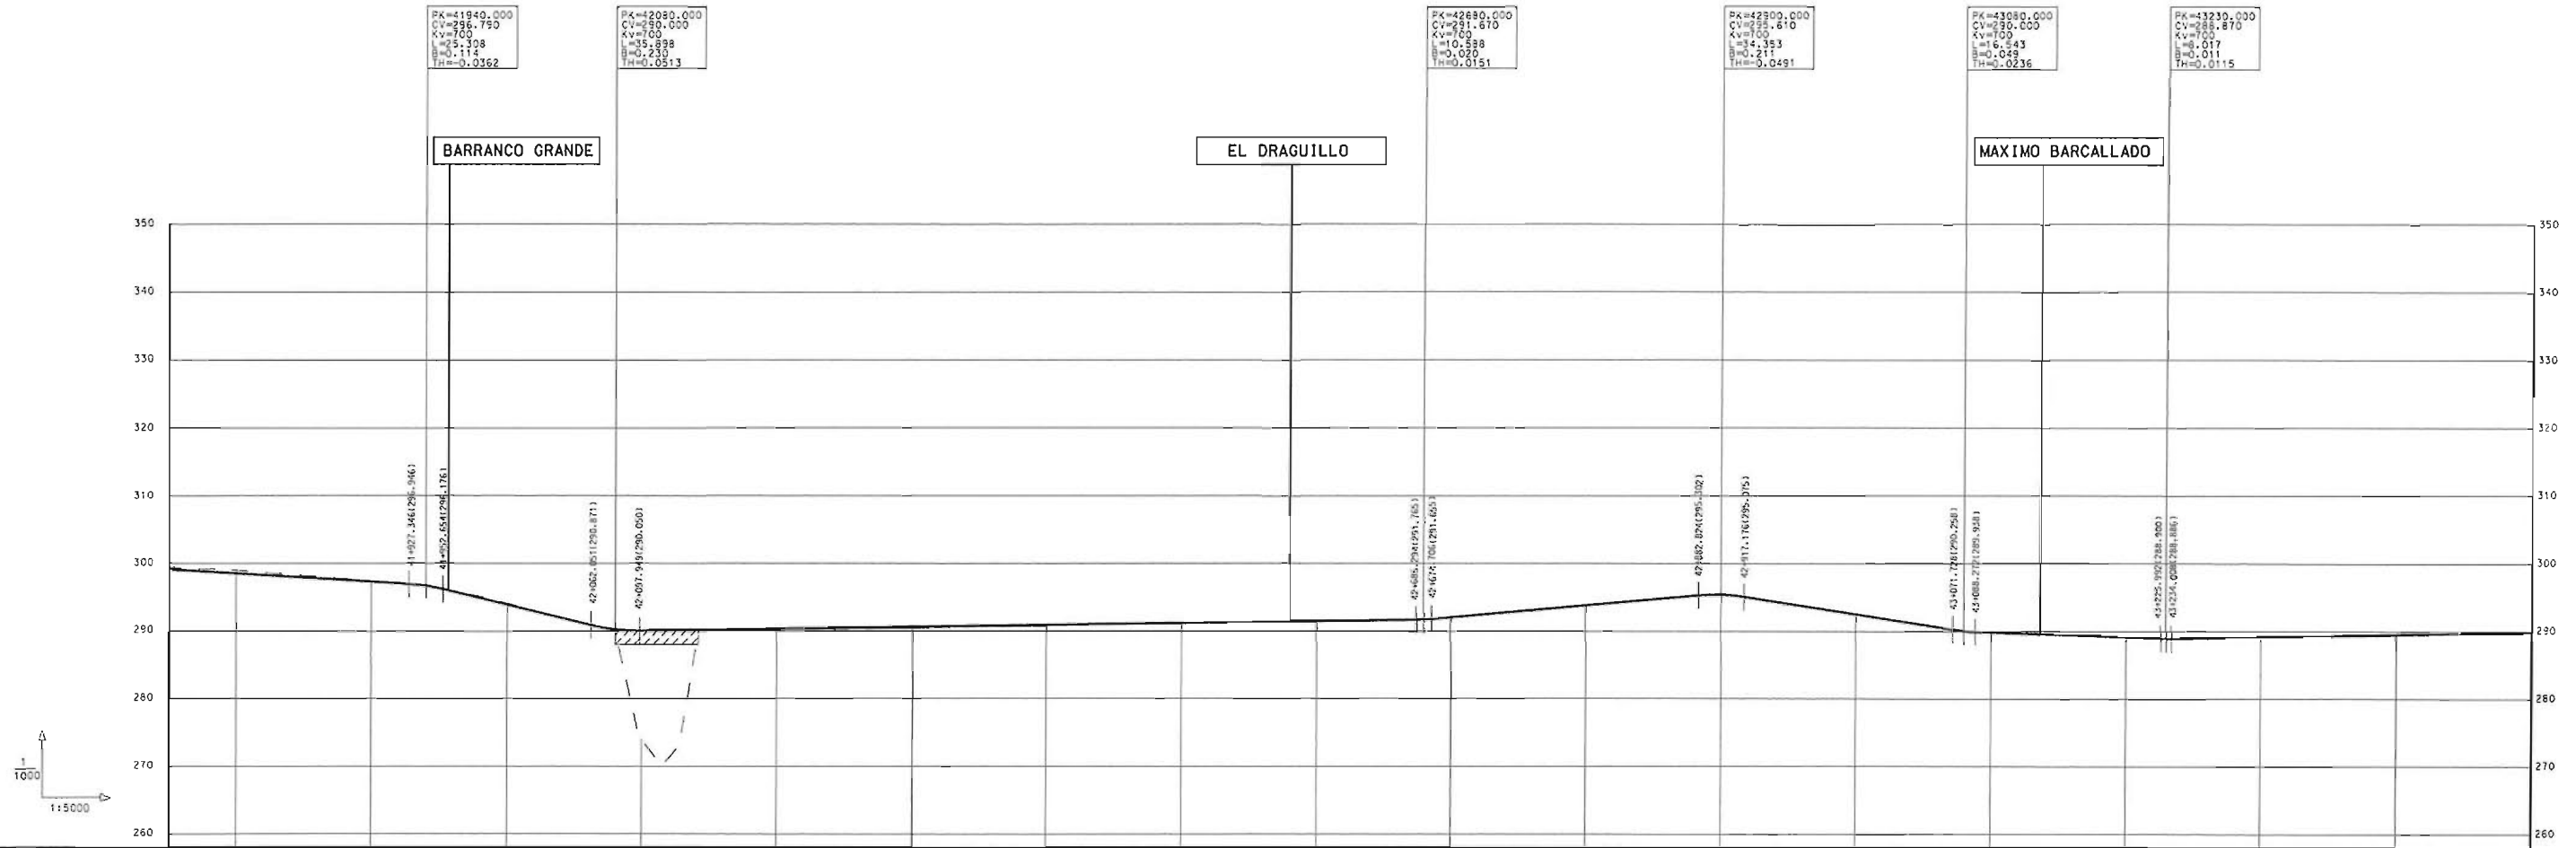 PK=41940.000
CV=296.790
Kv=700
L=25.308
B=0.114
TH=-0.0362
PK=42080.000
CV=290.000
Kv=700
L=35.898
B=0.230
TH=0.0513
PK=42680.000
CV=291.670
Kv=700
L=10.588
B=0.020
TH=0.0151
PK=42900.000
CV=295.610
Kv=700
L=34.353
B=0.211
TH=-0.0491
PK=43080.000
CV=290.000
Kv=700
L=16.543
B=0.049
TH=0.0236
PK=43230.000
CV=288.870
Kv=700
L=8.017
B=0.011
TH=0.0115
BARRANCO GRANDE
EL DRAGUILLO
MAXIMO BARCALLADO
350
350
340
340
330
330
320
320
310
310
41+927.346(296.946)
41+952.654(296.176)
42+062.051(290.871)
42+097.949(290.050)
42+685.294(291.765)
42+674.706(291.655)
42+882.824(295.302)
42+917.176(295.075)
43+071.728(290.258)
43+088.272(289.938)
43+225.992(288.900)
43+234.008(288.886)
300
300
290
290
280
280
270
270
260
260
1
1000
1:5000